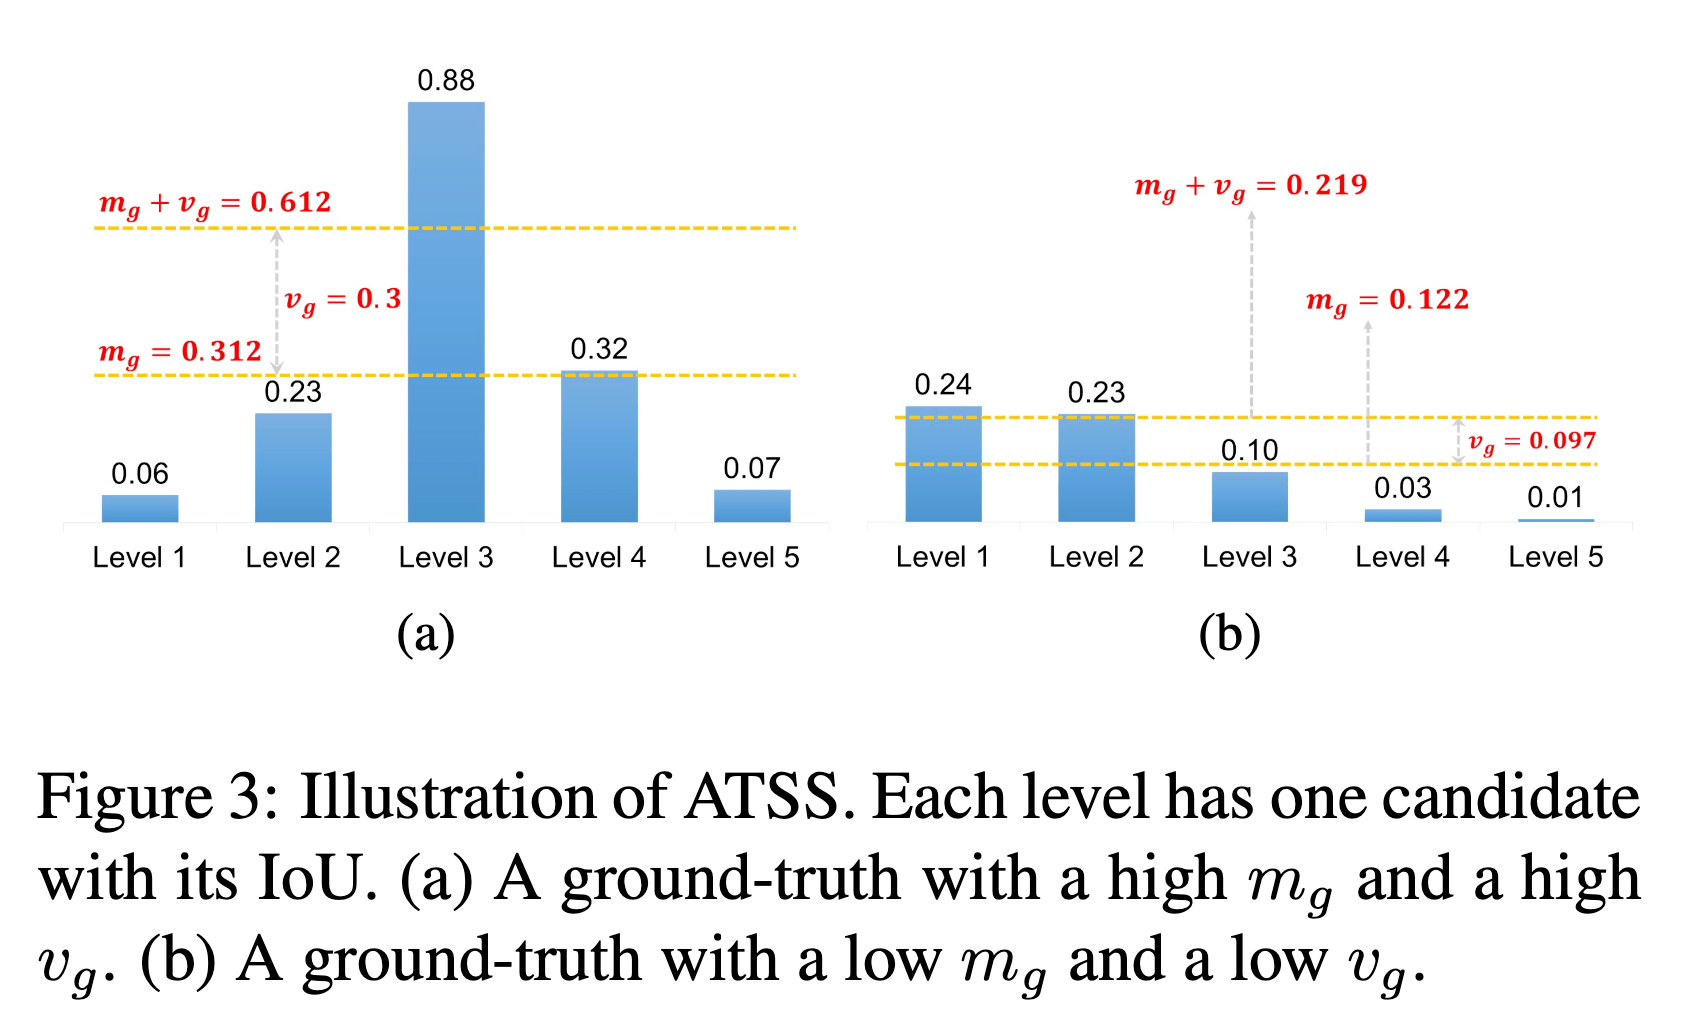 0.88
m_g + v_g = 0.612
v_g = 0.3
m_g = 0.312
0.32
0.23
0.06
0.07
Level 1 Level 2 Level 3 Level 4 Level 5
(a)
m_g + v_g = 0.219
m_g = 0.122
0.24
0.23
v_g = 0.097
0.10
0.03
0.01
Level 1 Level 2 Level 3 Level 4 Level 5
(b)
Figure 3: Illustration of ATSS. Each level has one candidate
with its IoU. (a) A ground-truth with a high m_g and a high
v_g. (b) A ground-truth with a low m_g and a low v_g.